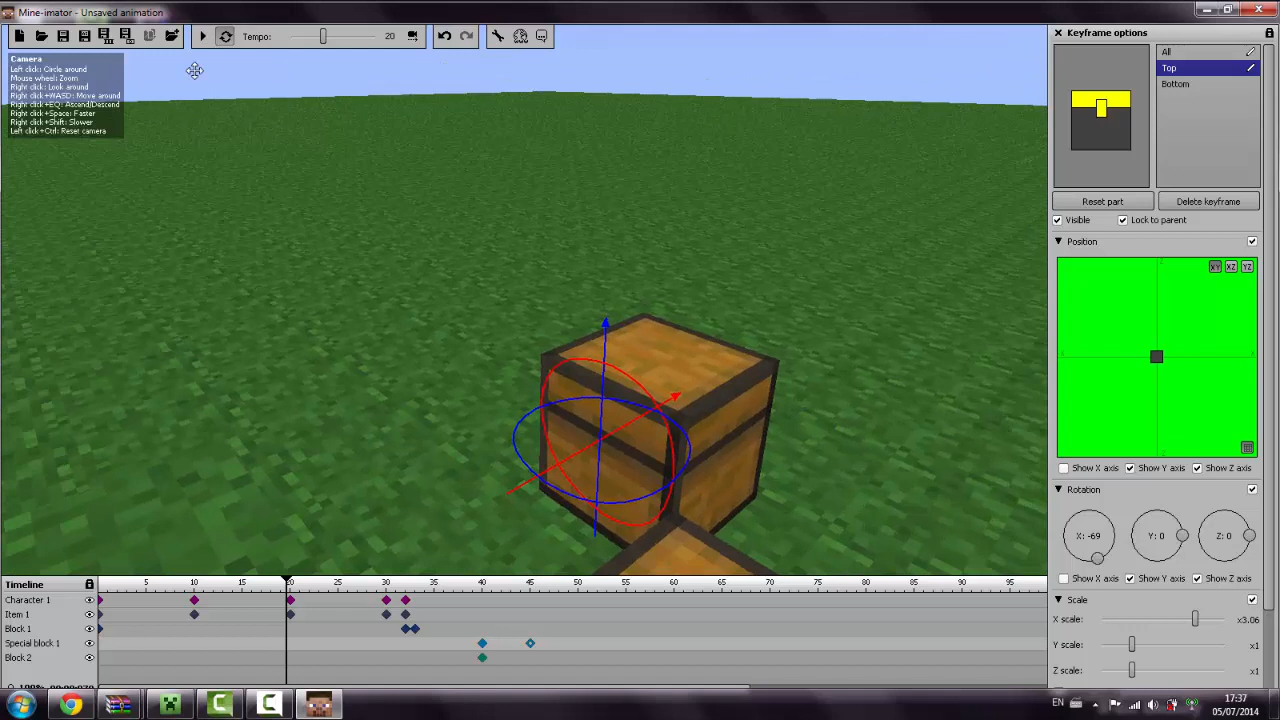 Mine-imator - Unsaved animation
Tempo: 20
Camera
Left click: Circle around
Mouse wheel: Zoom
Right click: Look around
Right click+WASD: Move around
Right click+EQ: Ascend/Descend
Right click+Space: Faster
Right click+Shift: Slower
Left click+Ctrl: Reset camera
Keyframe options
All
Top
Bottom
Reset part Delete keyframe
Visible Lock to parent
Position
XY XZ YZ
Show X axis Show Y axis Show Z axis
Rotation
X: -69 Y: 0 Z: 0
Show X axis Show Y axis Show Z axis
Scale
X scale: x3.06
Y scale: x1
Z scale: x1
Timeline 5 10 15 20 25 30 35 40 45 50 55 60 65 70 75 80 85 90 95
Character 1
Item 1
Block 1
Special block 1
Block 2
EN 17:37
05/07/2014